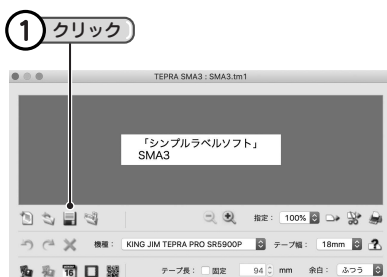 1 クリック
TEPRA SMA3 : SMA3.tm1
「シンプルラベルソフト」
SMA3
指定： 100%
機種： KING JIM TEPRA PRO SR5900P テープ幅： 18mm
16 テープ長： 固定 94 mm 余白： ふつう